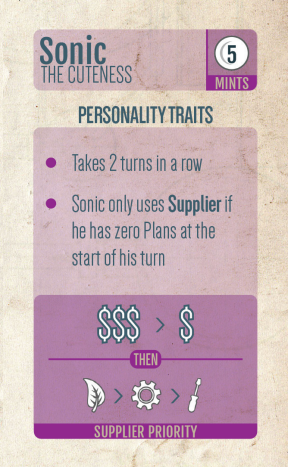 Sonic
THE CUTENESS
5
MINTS
PERSONALITY TRAITS
• Takes 2 turns in a row
• Sonic only uses Supplier if
he has zero Plans at the
start of his turn
$$$ > $
THEN
> >
SUPPLIER PRIORITY